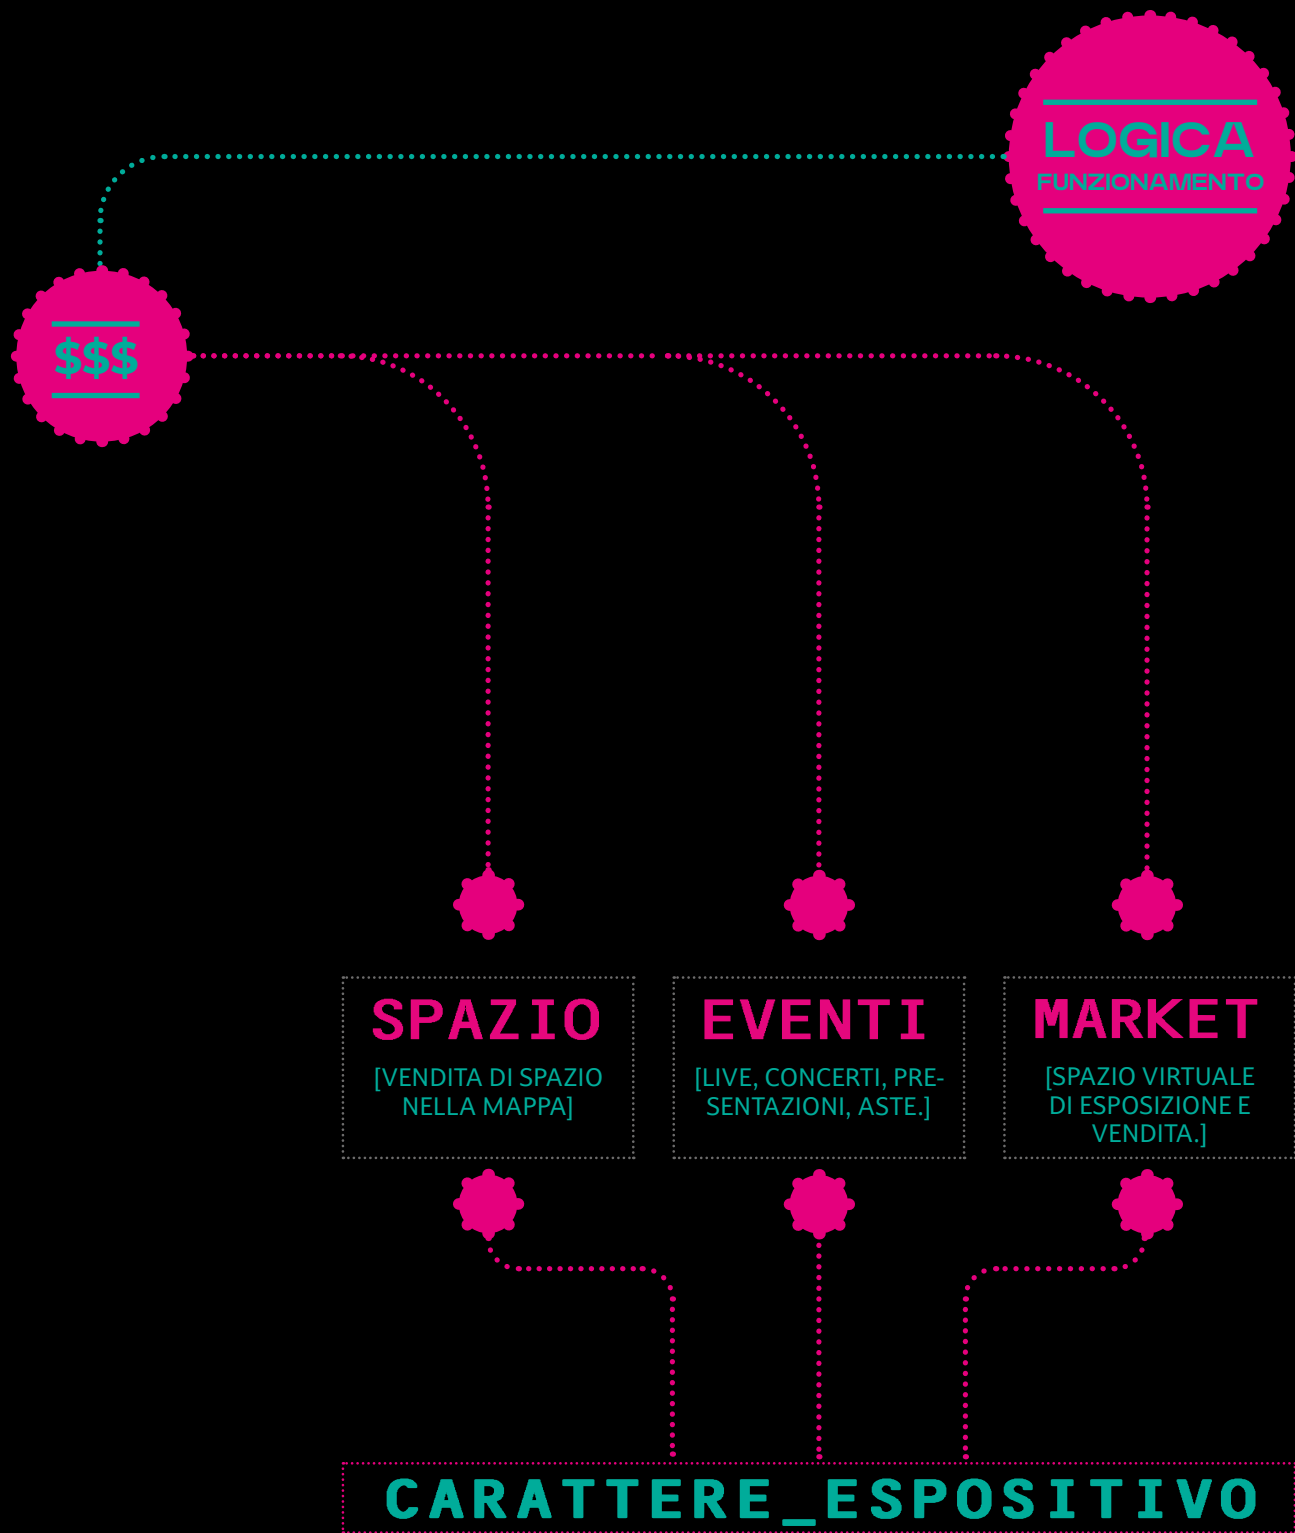 LOGICA
FUNZIONAMENTO
$$$
SPAZIO
[VENDITA DI SPAZIO
NELLA MAPPA]
EVENTI
[LIVE, CONCERTI, PRE-
SENTAZIONI, ASTE.]
MARKET
[SPAZIO VIRTUALE
DI ESPOSIZIONE E
VENDITA.]
CARATTERE_ESPOSITIVO